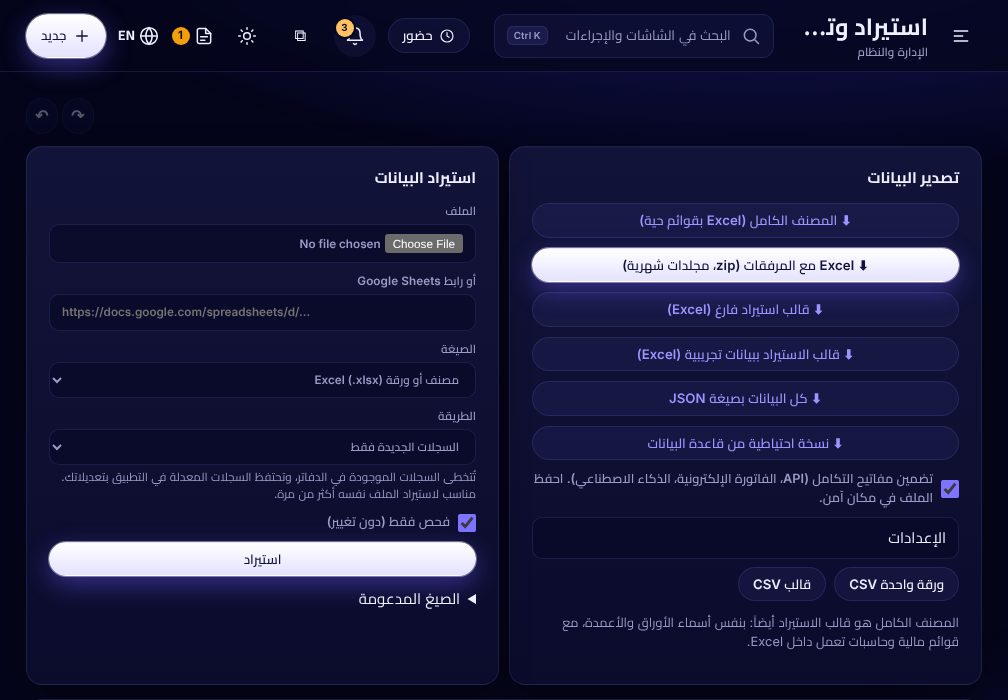 استيراد وتـ...
الإدارة والنظام
البحث في الشاشات والإجراءات
Ctrl K
حضور
3
1
EN
جديد
تصدير البيانات
المصنف الكامل (Excel بقوائم حية)
Excel مع المرفقات (zip، مجلدات شهرية)
قالب استيراد فارغ (Excel)
قالب الاستيراد ببيانات تجريبية (Excel)
كل البيانات بصيغة JSON
نسخة احتياطية من قاعدة البيانات
تضمين مفاتيح التكامل (API، الفاتورة الإلكترونية، الذكاء الاصطناعي). احفظ
الملف في مكان آمن.
الإعدادات
ورقة واحدة CSV
قالب CSV
المصنف الكامل هو قالب الاستيراد أيضاً: بنفس أسماء الأوراق والأعمدة، مع
قوائم مالية وحاسبات تعمل داخل Excel.
استيراد البيانات
الملف
Choose File No file chosen
أو رابط Google Sheets
https://docs.google.com/spreadsheets/d/...
الصيغة
مصنف أو ورقة Excel (.xlsx)
الطريقة
السجلات الجديدة فقط
تُتخطى السجلات الموجودة في الدفاتر، وتحتفظ السجلات المعدلة في التطبيق بتعديلاتك.
مناسب لاستيراد الملف نفسه أكثر من مرة.
فحص فقط (دون تغيير)
استيراد
الصيغ المدعومة